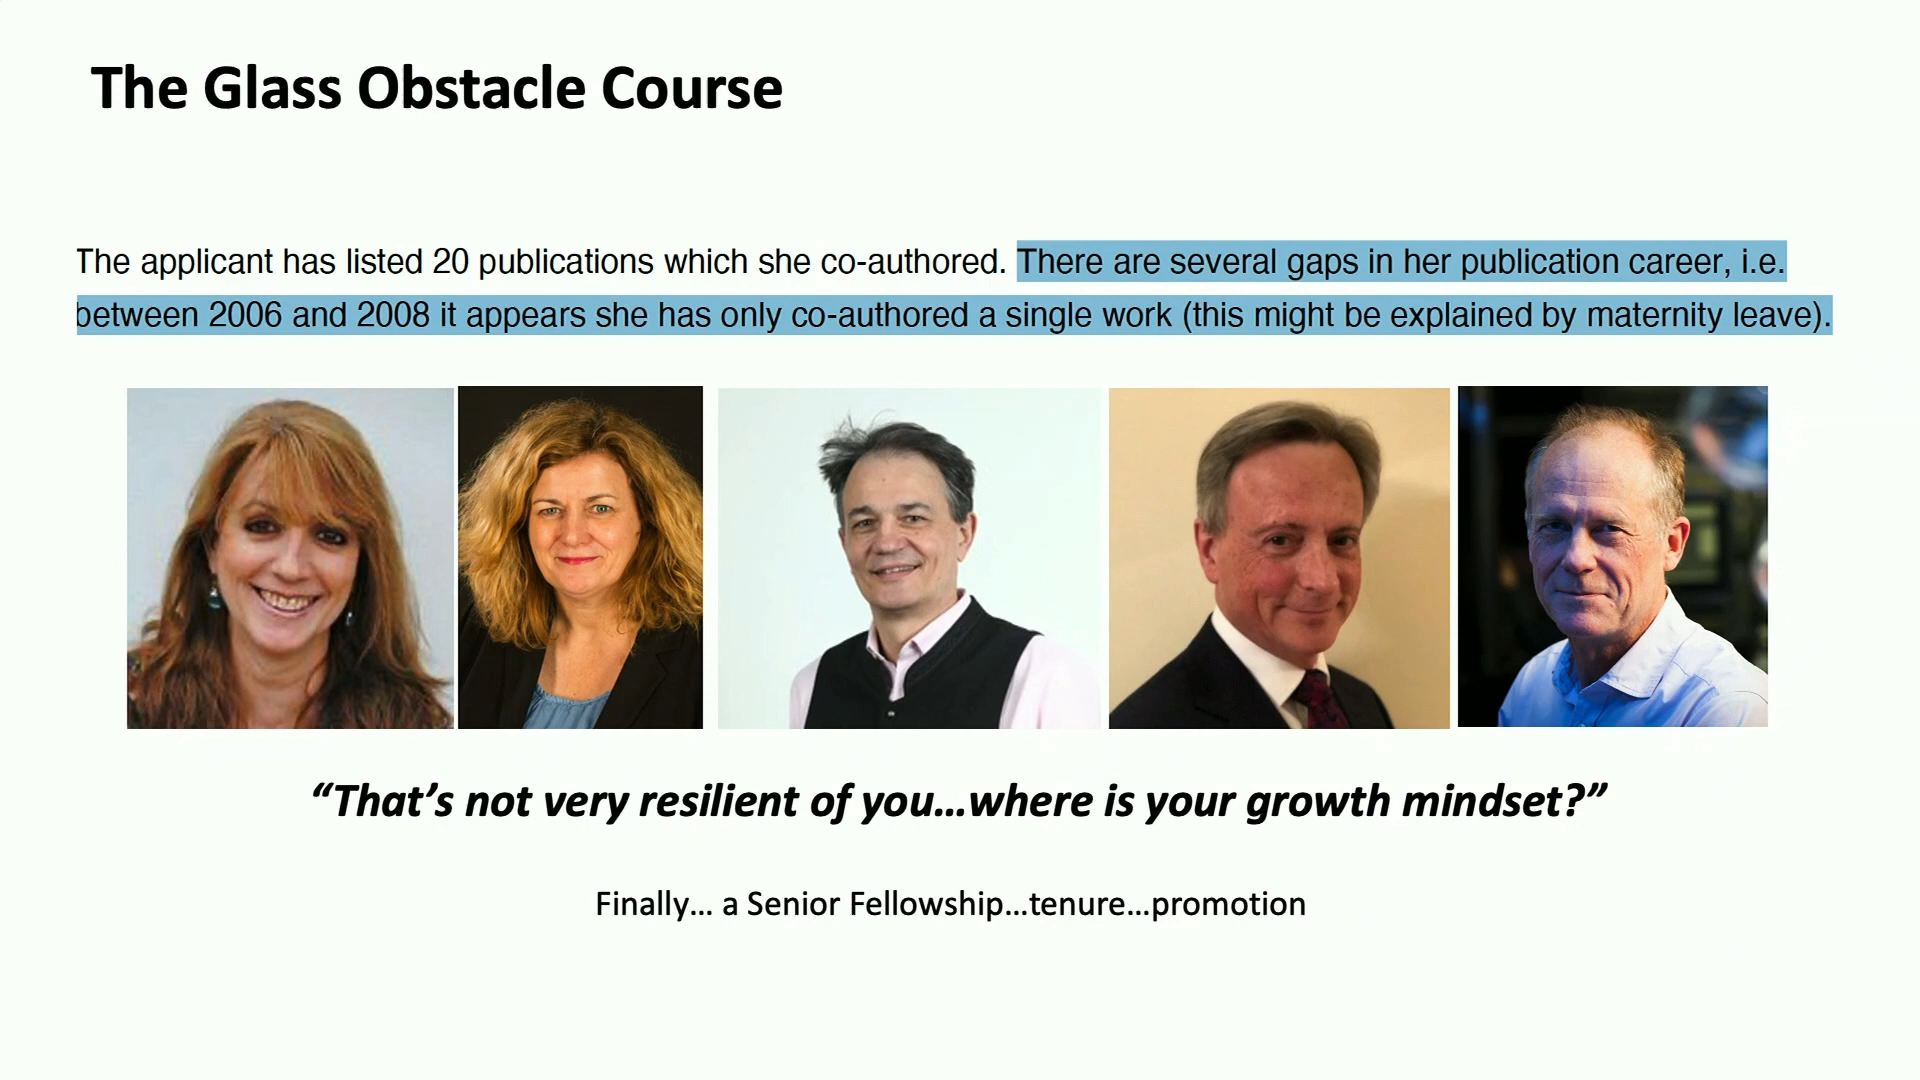 The Glass Obstacle Course
The applicant has listed 20 publications which she co-authored. There are several gaps in her publication career, i.e.
between 2006 and 2008 it appears she has only co-authored a single work (this might be explained by maternity leave).
“That’s not very resilient of you…where is your growth mindset?”
Finally… a Senior Fellowship…tenure…promotion